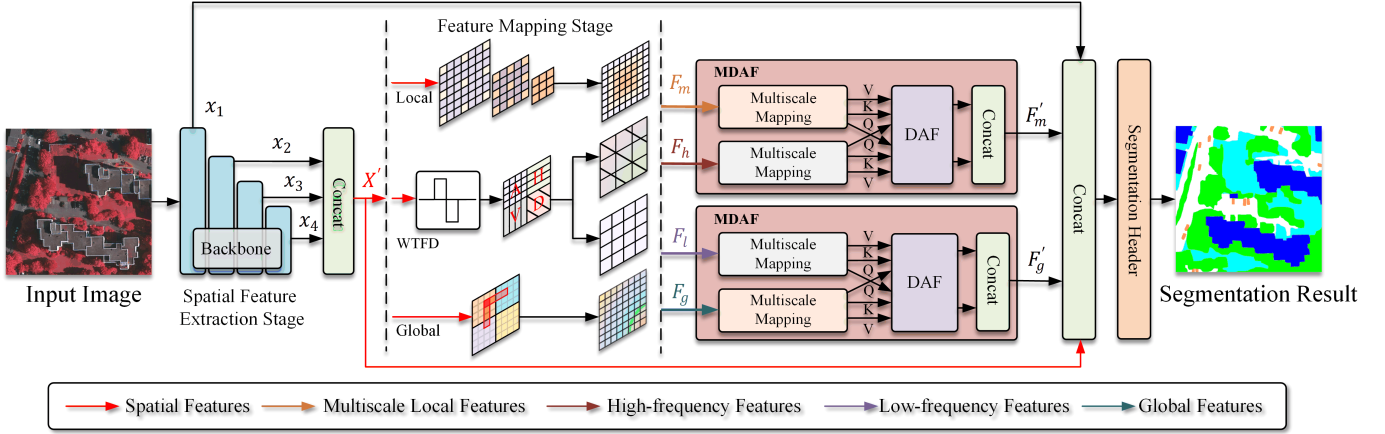 Feature Mapping Stage
x₁
x₂
x₃
x₄
Backbone
Concat
Input Image
Spatial Feature
Extraction Stage
X′
Local
WTFD
A H
V D
Global
F_m
F_h
F_l
F_g
MDAF
Multiscale
Mapping
Multiscale
Mapping
V
K
Q
Q
K
V
DAF
Concat
F′_m
MDAF
Multiscale
Mapping
Multiscale
Mapping
V
K
Q
Q
K
V
DAF
Concat
F′_g
Concat
Segmentation Header
Segmentation Result
Spatial Features
Multiscale Local Features
High-frequency Features
Low-frequency Features
Global Features